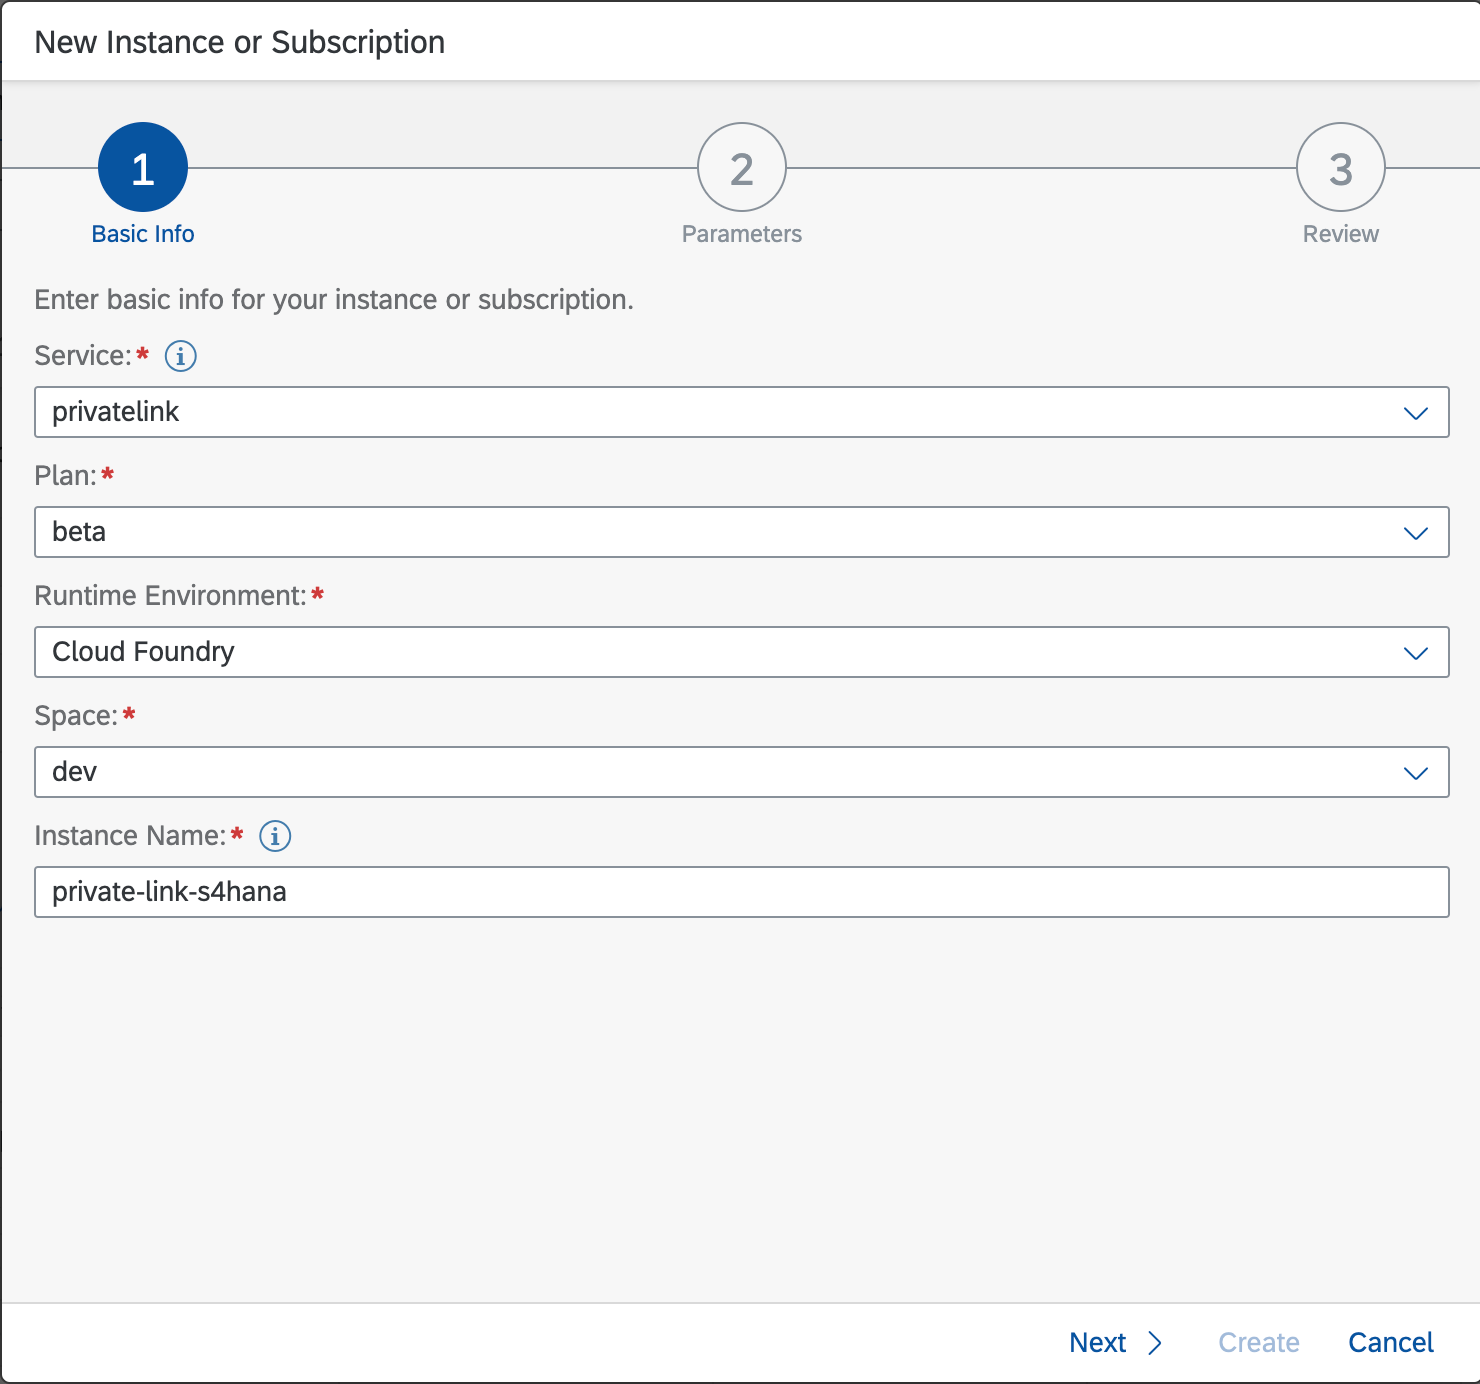 New Instance or Subscription
1
2
3
Basic Info
Parameters
Review
Enter basic info for your instance or subscription.
Service:*
privatelink
Plan:*
beta
Runtime Environment:*
Cloud Foundry
Space:*
dev
Instance Name:*
private-link-s4hana
Next
Create
Cancel